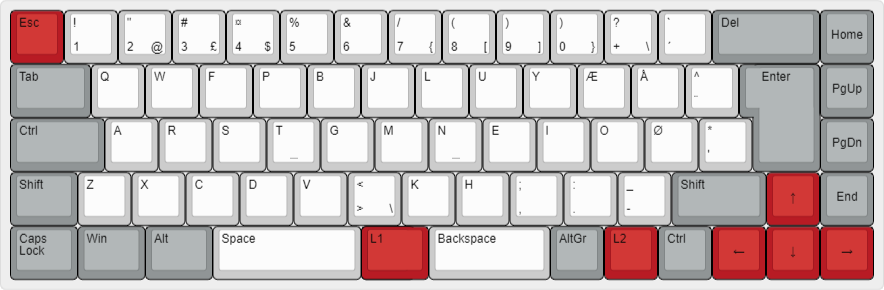 Esc ! " # ¤ % & / ( ) ) ? ` Del Home
1 2 @ 3 £ 4 $ 5 6 7 { 8 [ 9 ] 0 } + \ ´
Tab Q W F P B J L U Y Æ Å ^ Enter PgUp
¨
Ctrl A R S T G M N E I O Ø * PgDn
_ _ '
Shift Z X C D V < K H ; : _ Shift ↑ End
> \ , . -
Caps Win Alt Space L1 Backspace AltGr L2 Ctrl ← ↓ →
Lock